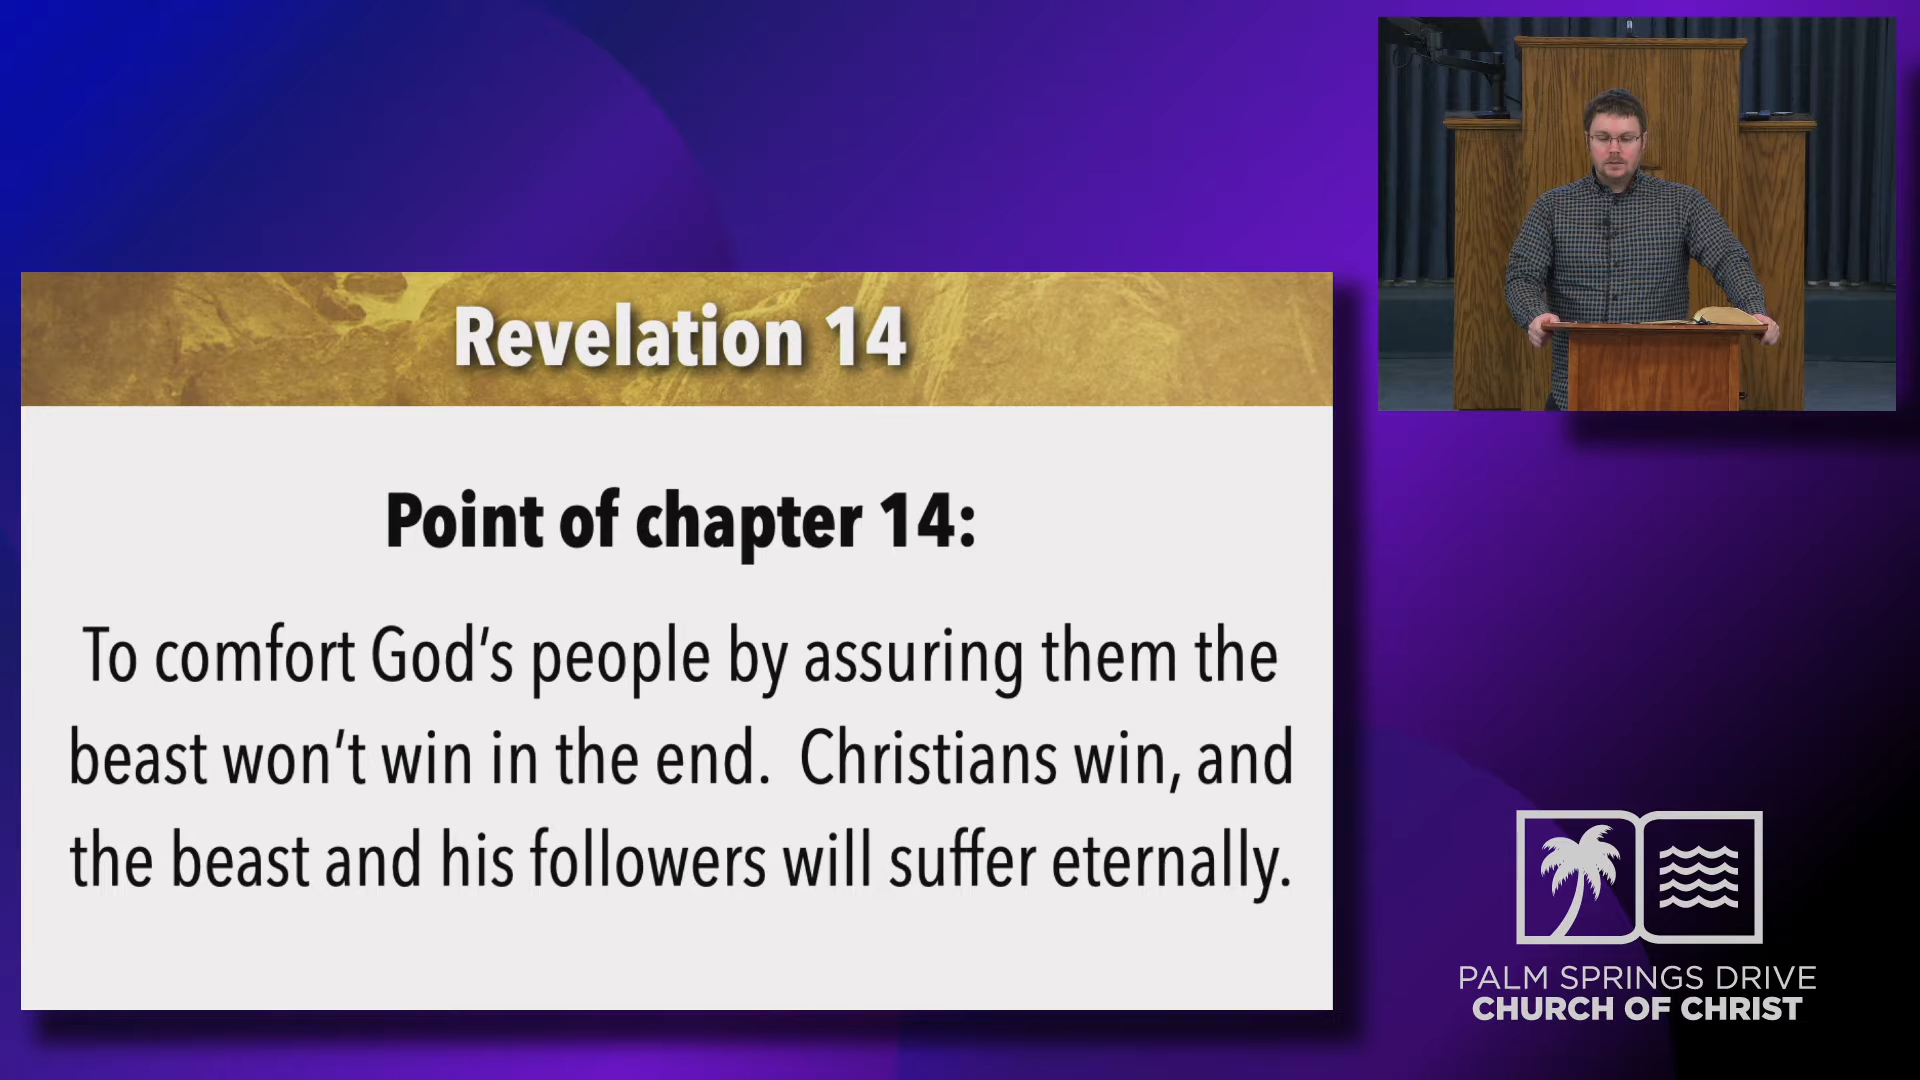 Revelation 14
Point of chapter 14:
To comfort God’s people by assuring them the
beast won’t win in the end.  Christians win, and
the beast and his followers will suffer eternally.
PALM SPRINGS DRIVE
CHURCH OF CHRIST